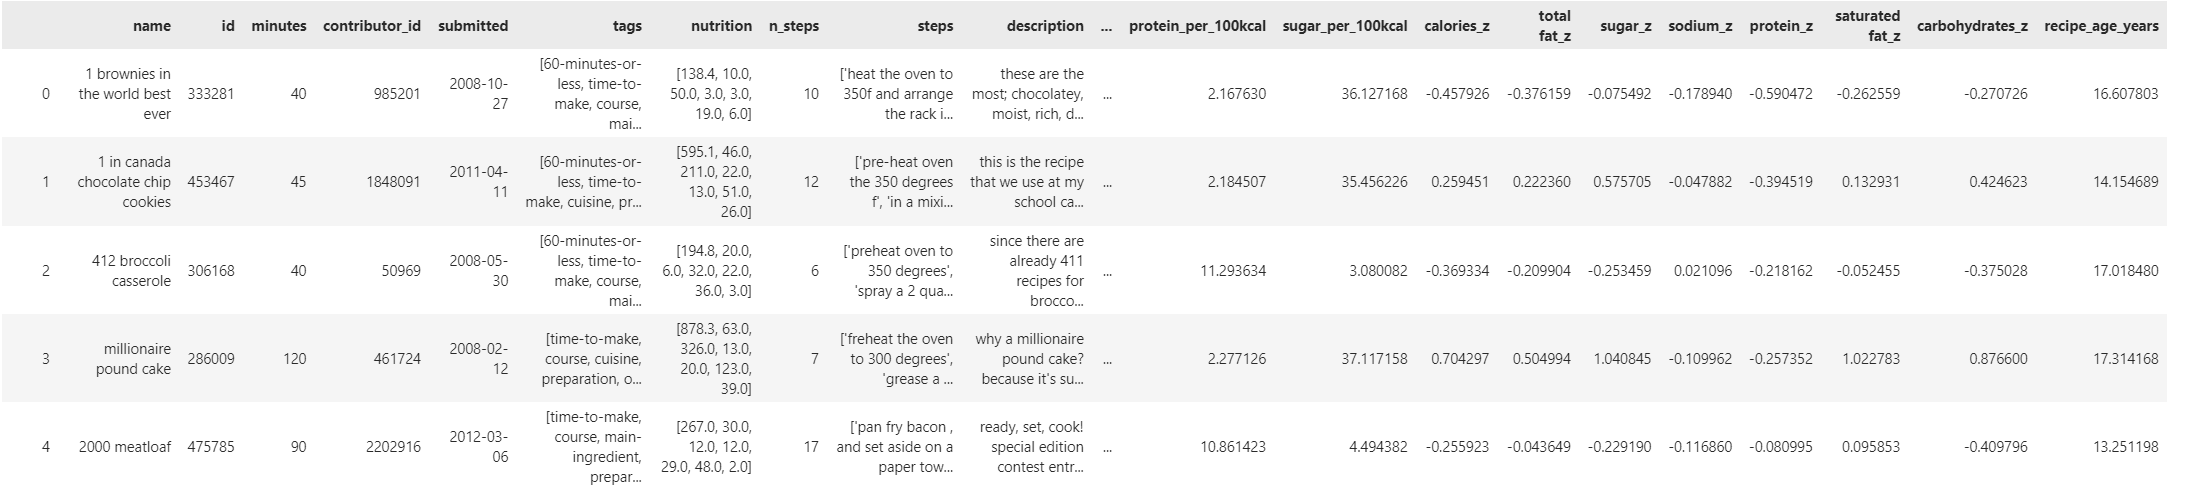 name id minutes contributor_id submitted tags nutrition n_steps steps description ... protein_per_100kcal sugar_per_100kcal calories_z total fat_z sugar_z sodium_z protein_z saturated fat_z carbohydrates_z recipe_age_years
0 1 brownies in the world best ever 333281 40 985201 2008-10-27 [60-minutes-or-less, time-to-make, course, mai... [138.4, 10.0, 50.0, 3.0, 3.0, 19.0, 6.0] 10 ['heat the oven to 350f and arrange the rack i... these are the most; chocolatey, moist, rich, d... ... 2.167630 36.127168 -0.457926 -0.376159 -0.075492 -0.178940 -0.590472 -0.262559 -0.270726 16.607803
1 1 in canada chocolate chip cookies 453467 45 1848091 2011-04-11 [60-minutes-or-less, time-to-make, cuisine, pr... [595.1, 46.0, 211.0, 22.0, 13.0, 51.0, 26.0] 12 ['pre-heat oven the 350 degrees f', 'in a mixi... this is the recipe that we use at my school ca... ... 2.184507 35.456226 0.259451 0.222360 0.575705 -0.047882 -0.394519 0.132931 0.424623 14.154689
2 412 broccoli casserole 306168 40 50969 2008-05-30 [60-minutes-or-less, time-to-make, course, mai... [194.8, 20.0, 6.0, 32.0, 22.0, 36.0, 3.0] 6 ['preheat oven to 350 degrees', 'spray a 2 qua... since there are already 411 recipes for brocco... ... 11.293634 3.080082 -0.369334 -0.209904 -0.253459 0.021096 -0.218162 -0.052455 -0.375028 17.018480
3 millionaire pound cake 286009 120 461724 2008-02-12 [time-to-make, course, cuisine, preparation, o... [878.3, 63.0, 326.0, 13.0, 20.0, 123.0, 39.0] 7 ['freheat the oven to 300 degrees', 'grease a ... why a millionaire pound cake? because it's su... ... 2.277126 37.117158 0.704297 0.504994 1.040845 -0.109962 -0.257352 1.022783 0.876600 17.314168
4 2000 meatloaf 475785 90 2202916 2012-03-06 [time-to-make, course, main-ingredient, prepar... [267.0, 30.0, 12.0, 12.0, 29.0, 48.0, 2.0] 17 ['pan fry bacon , and set aside on a paper tow... ready, set, cook! special edition contest entr... ... 10.861423 4.494382 -0.255923 -0.043649 -0.229190 -0.116860 -0.080995 0.095853 -0.409796 13.251198